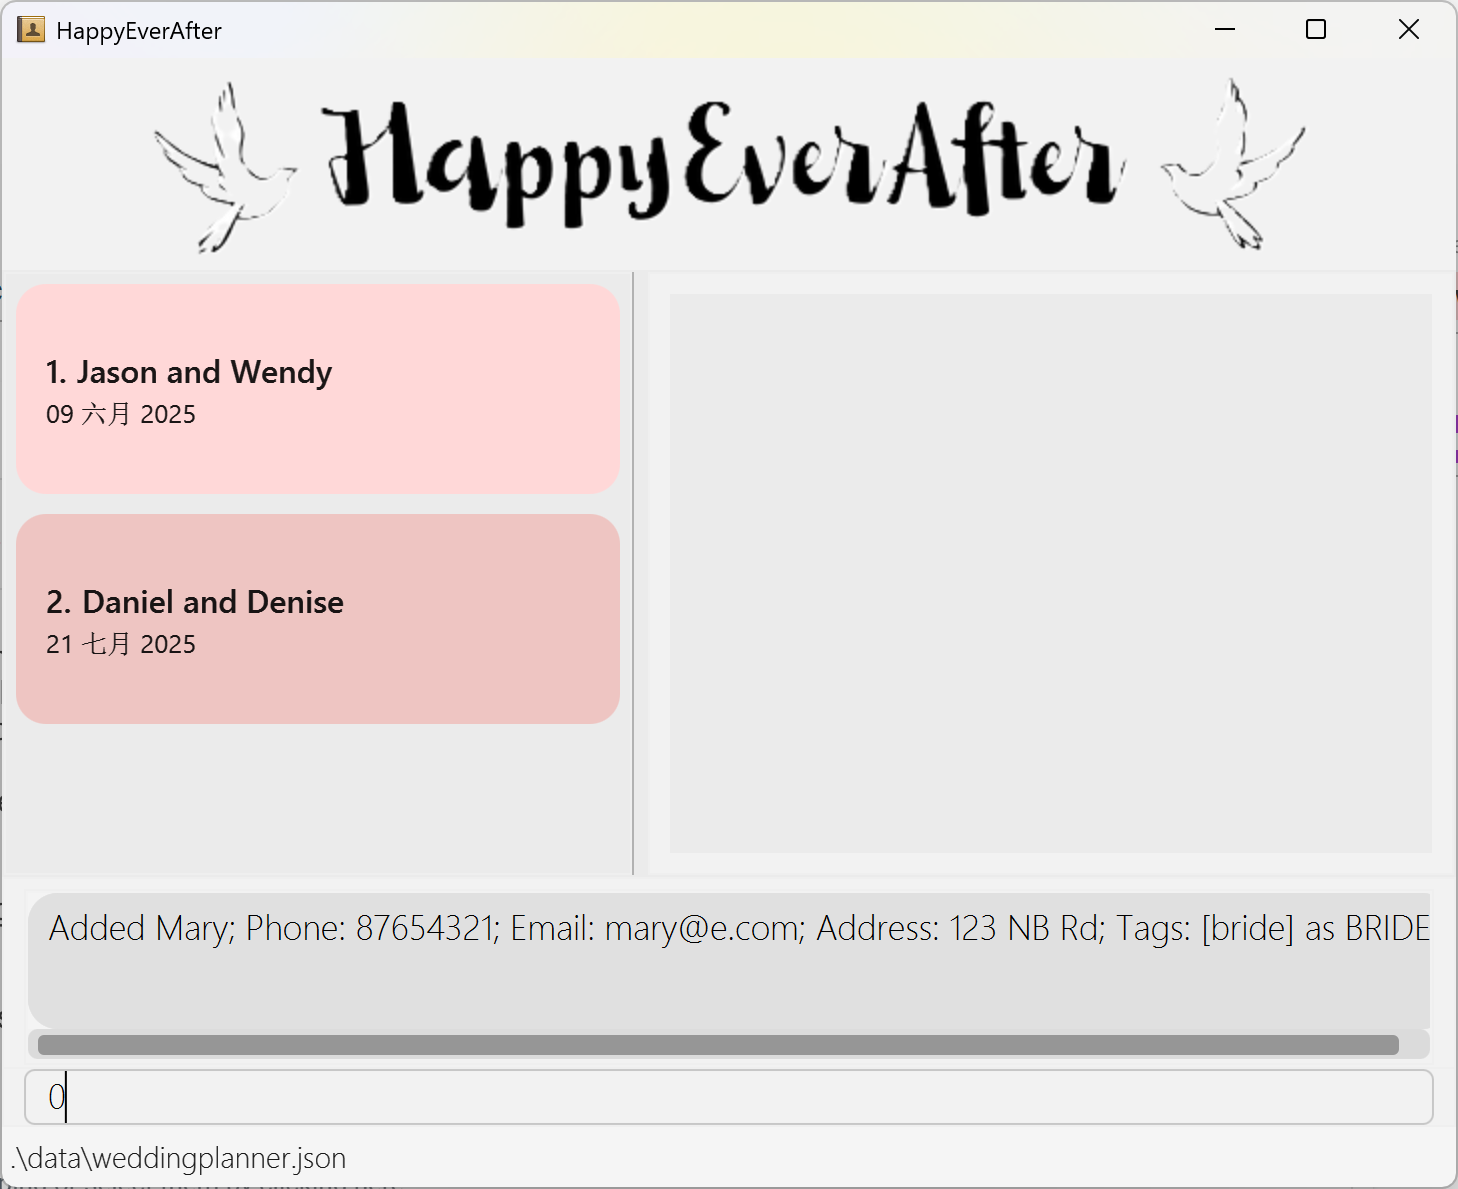 HappyEverAfter
HappyEverAfter
1. Jason and Wendy
09 六月 2025
2. Daniel and Denise
21 七月 2025
Added Mary; Phone: 87654321; Email: mary@e.com; Address: 123 NB Rd; Tags: [bride] as BRIDE
0
.\data\weddingplanner.json